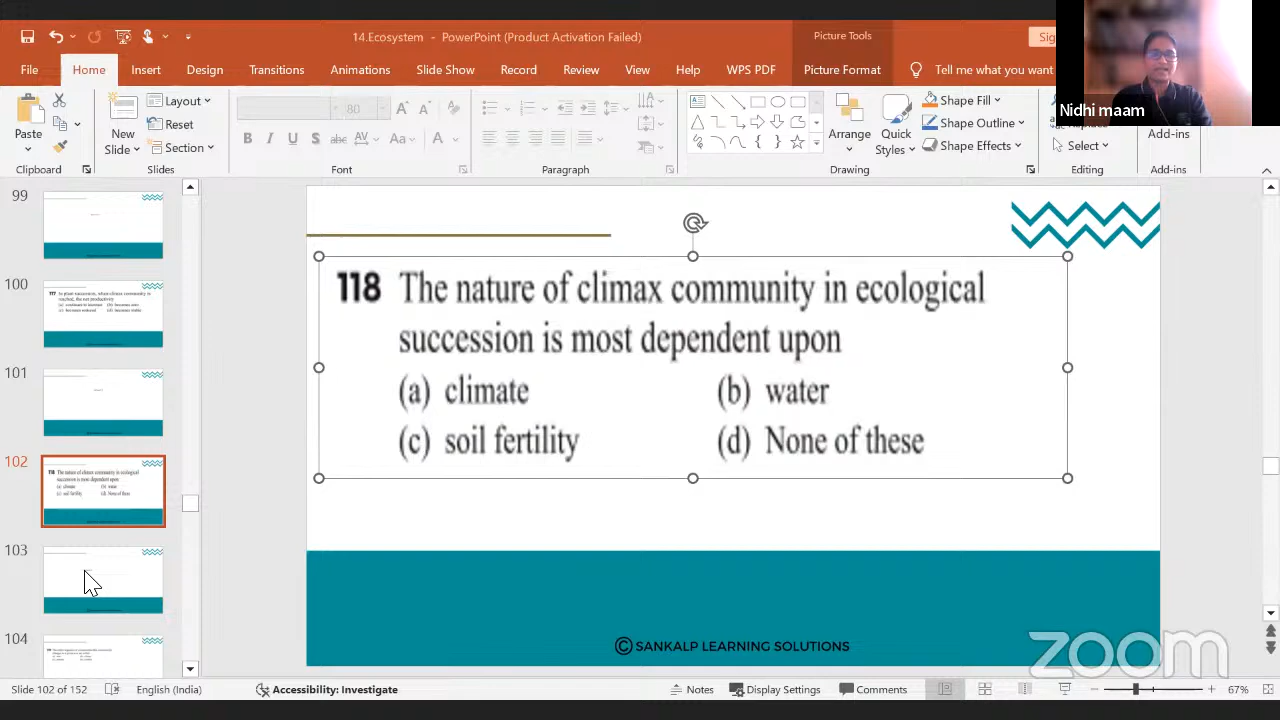 14.Ecosystem - PowerPoint (Product Activation Failed)
Picture Tools
File Home Insert Design Transitions Animations Slide Show Record Review View Help WPS PDF Picture Format Tell me what you want
Nidhi maam
Paste
Clipboard
New
Slide
Layout
Reset
Section
Slides
80
Font
Paragraph
Arrange
Quick
Styles
Shape Fill
Shape Outline
Shape Effects
Drawing
Select
Editing
Add-ins
Add-ins
99
100
101
102
103
104
118 The nature of climax community in ecological
succession is most dependent upon
(a) climate (b) water
(c) soil fertility (d) None of these
© SANKALP LEARNING SOLUTIONS
zoom
Slide 102 of 152 English (India) Accessibility: Investigate Notes Display Settings Comments 67%